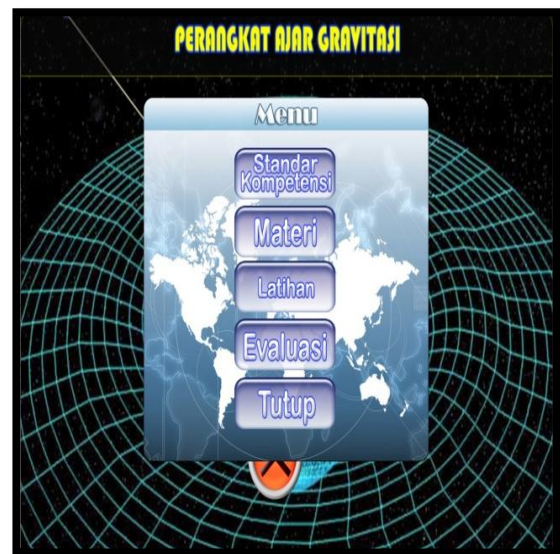 PERANGKAT AJAR GRAVITASI
Menu
Standar
Kompetensi
Materi
Latihan
Evaluasi
Tutup